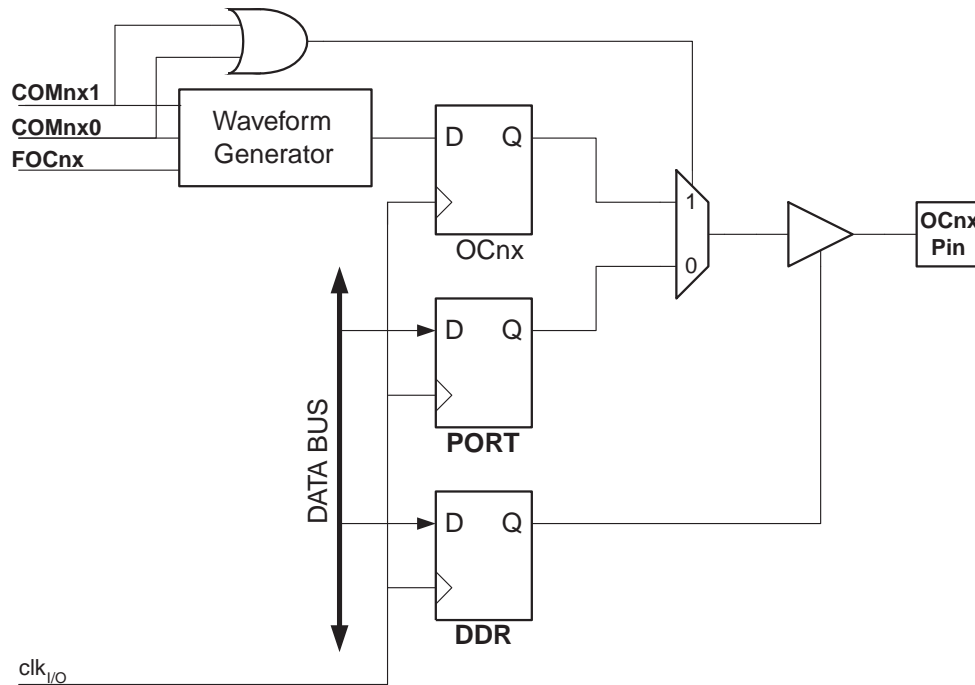 COMnx1
COMnx0
FOCnx
Waveform
Generator
D Q
OCnx
1
0
OCnx
Pin
D Q
PORT
DATA BUS
D Q
DDR
clkI/O